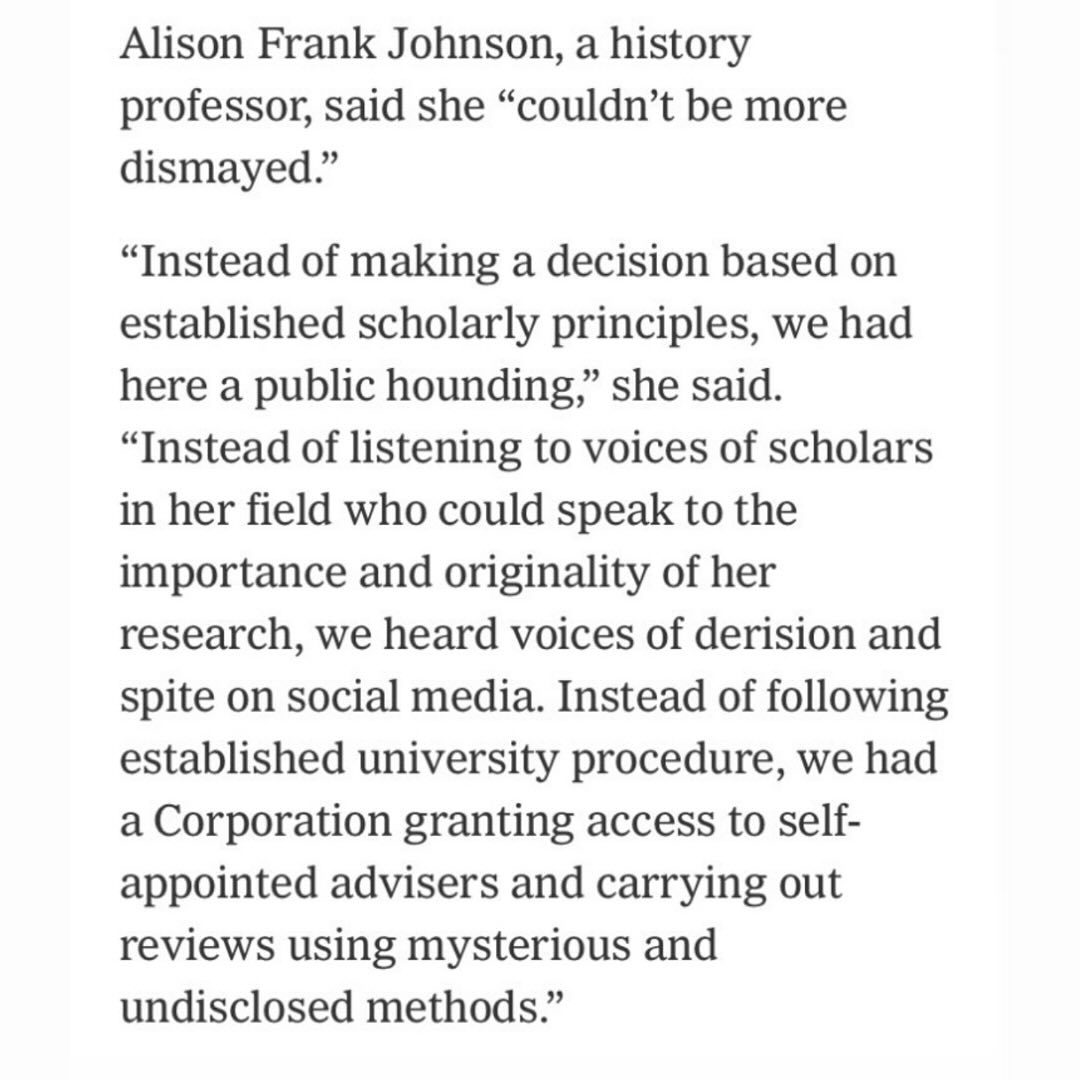 Alison Frank Johnson, a history
professor, said she “couldn’t be more
dismayed.”
“Instead of making a decision based on
established scholarly principles, we had
here a public hounding,” she said.
“Instead of listening to voices of scholars
in her field who could speak to the
importance and originality of her
research, we heard voices of derision and
spite on social media. Instead of following
established university procedure, we had
a Corporation granting access to self-
appointed advisers and carrying out
reviews using mysterious and
undisclosed methods.”